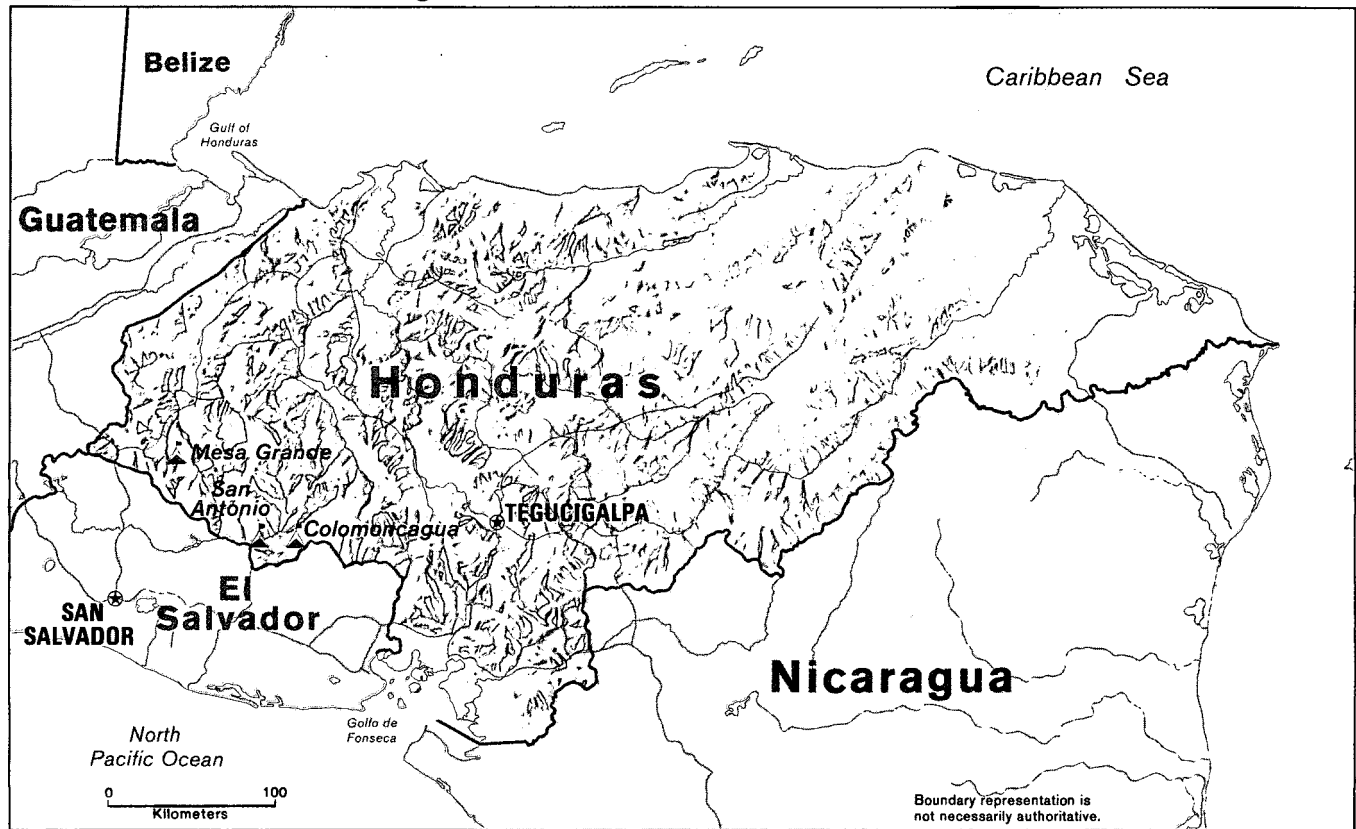 Belize
Caribbean Sea
Gulf of
Honduras
Guatemala
Honduras
Mesa Grande
San
Antonio
TEGUCIGALPA
Colomoncagua
El
Salvador
SAN
SALVADOR
Nicaragua
Golfo de
Fonseca
North
Pacific Ocean
0 100
Kilometers
Boundary representation is
not necessarily authoritative.